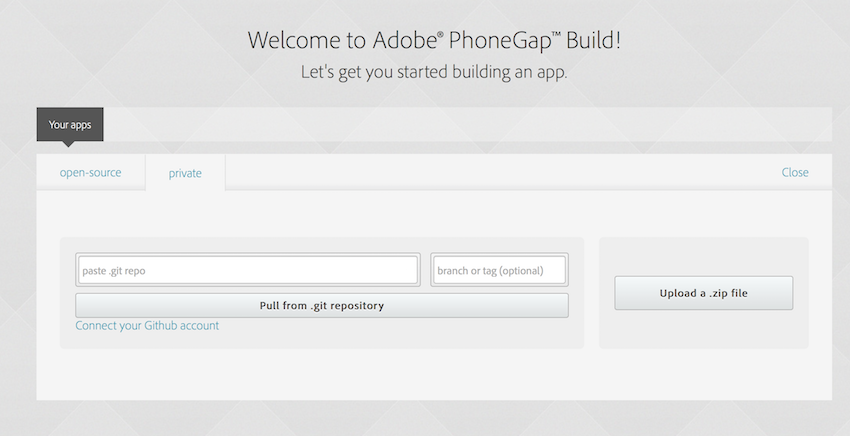 Welcome to Adobe® PhoneGap™ Build!
Let's get you started building an app.
Your apps
open-source
private
Close
paste .git repo
branch or tag (optional)
Pull from .git repository
Connect your Github account
Upload a .zip file